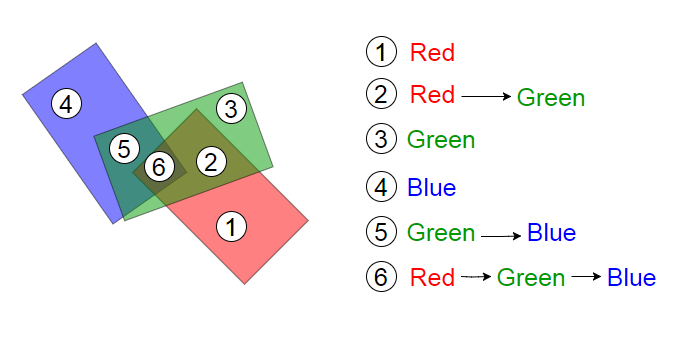 4
3
5
6
2
1
1 Red
2 Red Green
3 Green
4 Blue
5 Green Blue
6 Red Green Blue